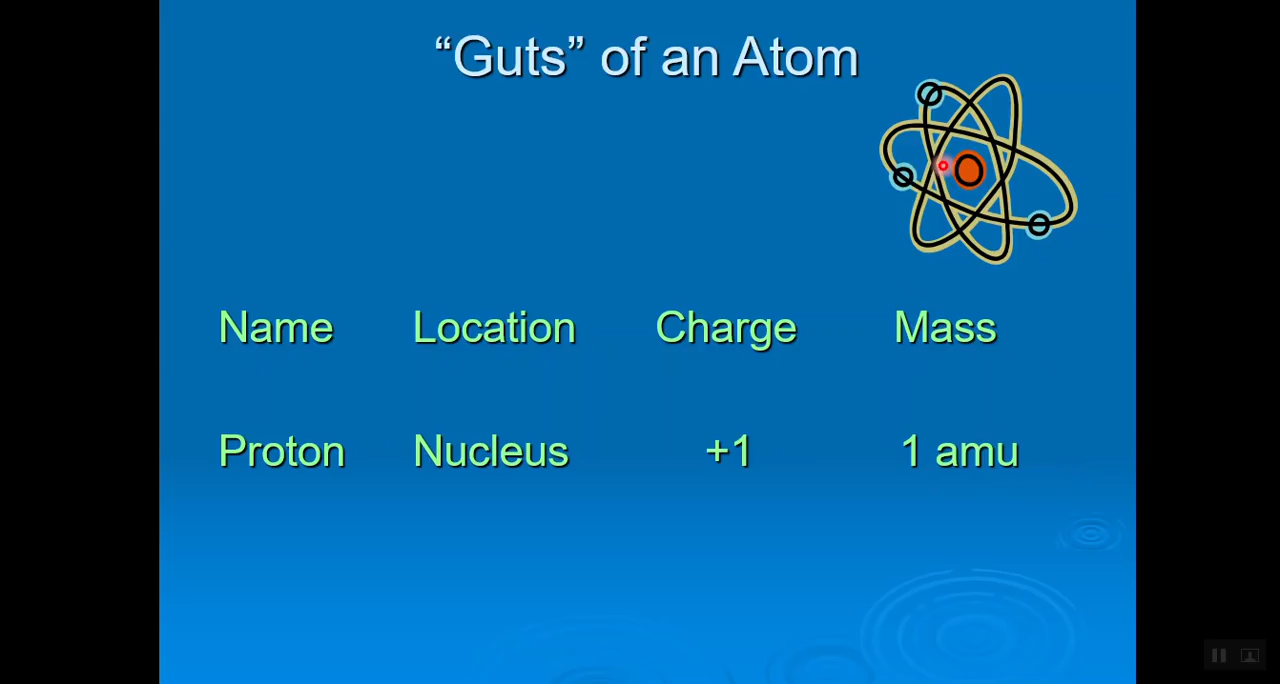 “Guts” of an Atom
Name Location Charge Mass
Proton Nucleus +1 1 amu